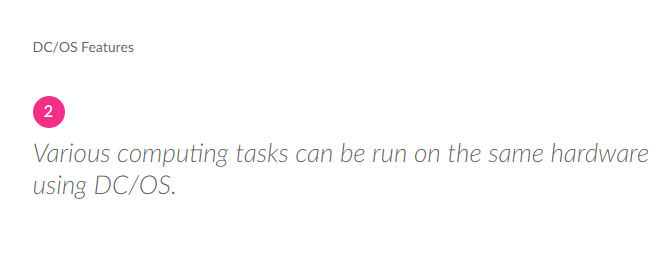 DC/OS Features
2
Various computing tasks can be run on the same hardware
using DC/OS.